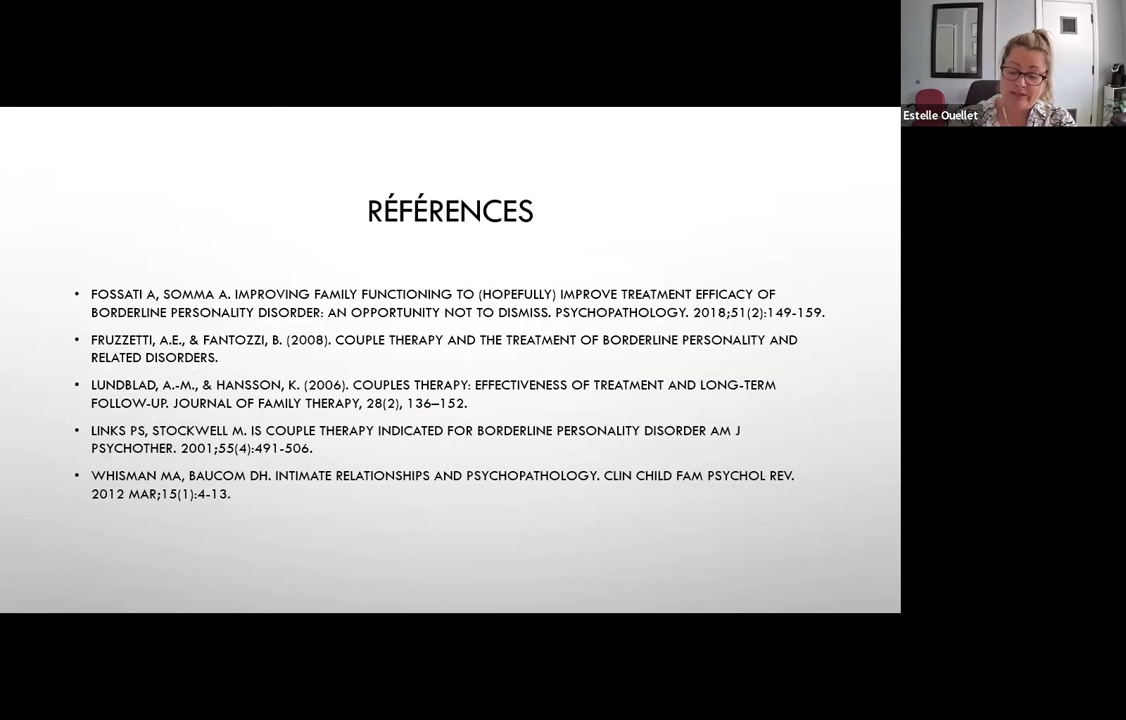 RÉFÉRENCES
• FOSSATI A, SOMMA A. IMPROVING FAMILY FUNCTIONING TO (HOPEFULLY) IMPROVE TREATMENT EFFICACY OF
BORDERLINE PERSONALITY DISORDER: AN OPPORTUNITY NOT TO DISMISS. PSYCHOPATHOLOGY. 2018;51(2):149-159.
• FRUZZETTI, A.E., & FANTOZZI, B. (2008). COUPLE THERAPY AND THE TREATMENT OF BORDERLINE PERSONALITY AND
RELATED DISORDERS.
• LUNDBLAD, A.-M., & HANSSON, K. (2006). COUPLES THERAPY: EFFECTIVENESS OF TREATMENT AND LONG-TERM
FOLLOW-UP. JOURNAL OF FAMILY THERAPY, 28(2), 136–152.
• LINKS PS, STOCKWELL M. IS COUPLE THERAPY INDICATED FOR BORDERLINE PERSONALITY DISORDER AM J
PSYCHOTHER. 2001;55(4):491-506.
• WHISMAN MA, BAUCOM DH. INTIMATE RELATIONSHIPS AND PSYCHOPATHOLOGY. CLIN CHILD FAM PSYCHOL REV.
2012 MAR;15(1):4-13.
Estelle Ouellet